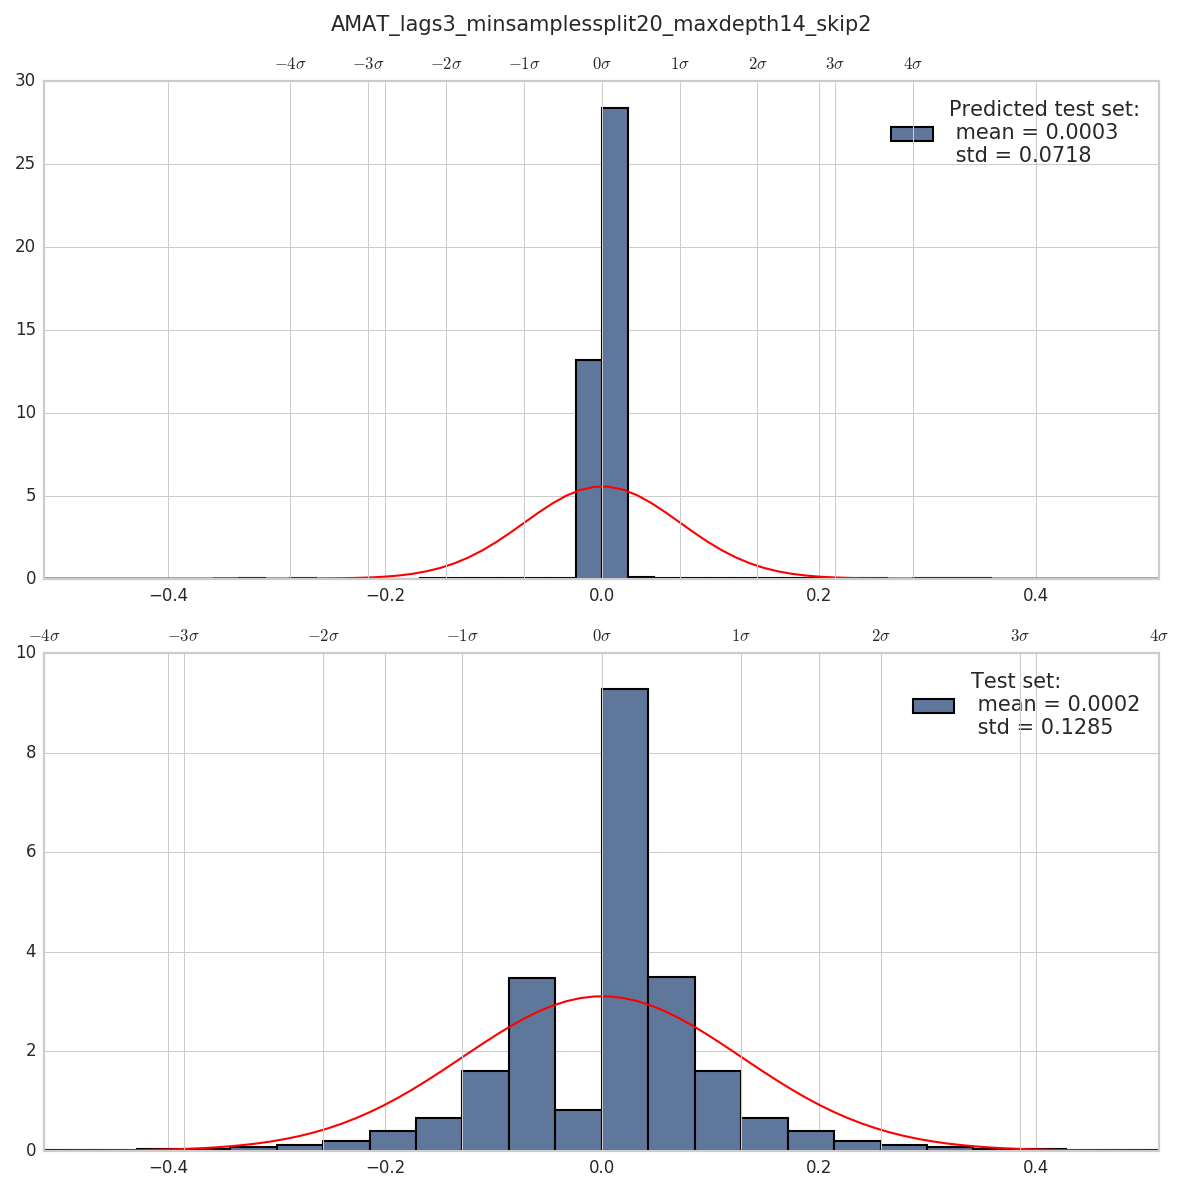 AMAT_lags3_minsamplessplit20_maxdepth14_skip2
−4σ −3σ −2σ −1σ 0σ 1σ 2σ 3σ 4σ
30
Predicted test set:
mean = 0.0003
std = 0.0718
25
20
15
10
5
0
−0.4 −0.2 0.0 0.2 0.4
−4σ −3σ −2σ −1σ 0σ 1σ 2σ 3σ 4σ
10
Test set:
mean = 0.0002
std = 0.1285
8
6
4
2
0
−0.4 −0.2 0.0 0.2 0.4